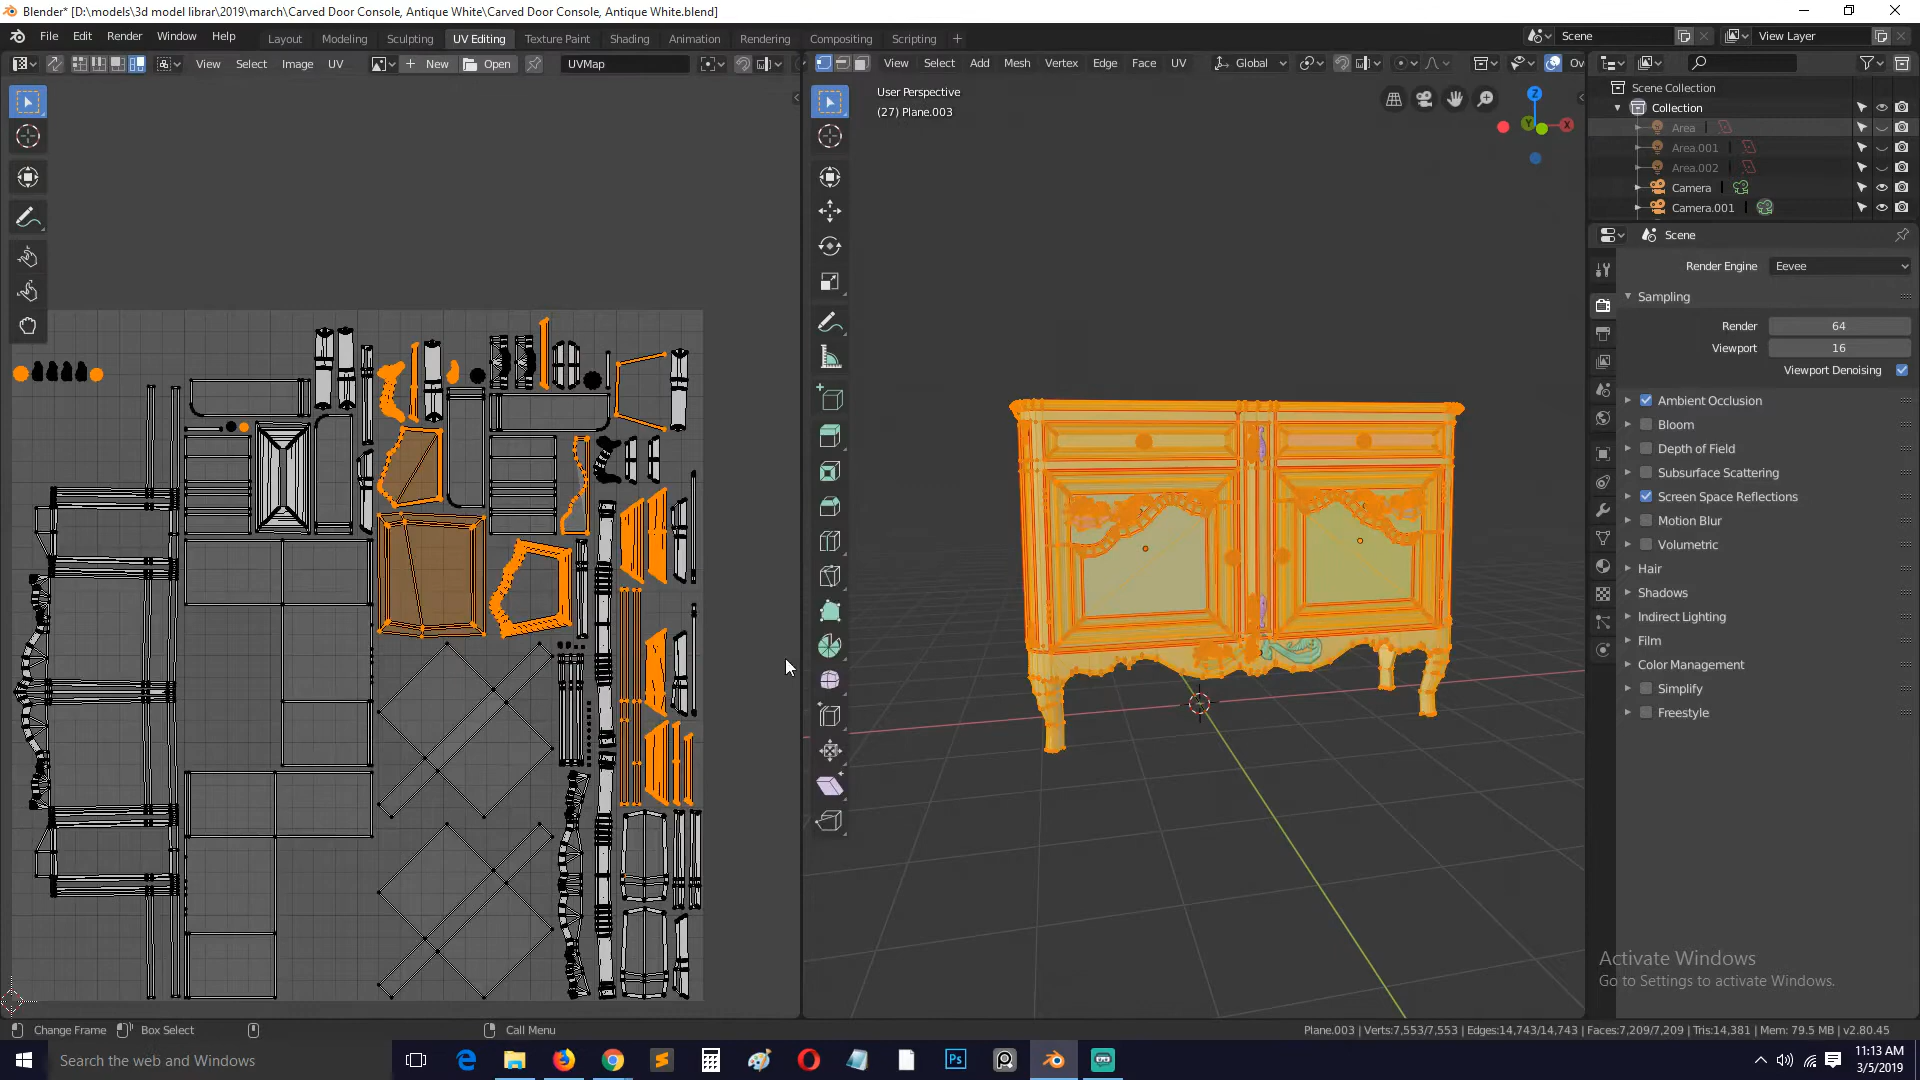 Blender* [D:\models\3d model librar\2019\march\Carved Door Console, Antique White\Carved Door Console, Antique White.blend]
File Edit Render Window Help Layout Modeling Sculpting UV Editing Texture Paint Shading Animation Rendering Compositing Scripting + Scene View Layer
View Select Image UV + New Open UVMap View Select Add Mesh Vertex Edge Face UV Global Ov
User Perspective
(27) Plane.003
Z
Y
X
Scene Collection
Collection
Area
Area.001
Area.002
Camera
Camera.001
Scene
Render Engine Eevee
Sampling
Render 64
Viewport 16
Viewport Denoising
Ambient Occlusion
Bloom
Depth of Field
Subsurface Scattering
Screen Space Reflections
Motion Blur
Volumetric
Hair
Shadows
Indirect Lighting
Film
Color Management
Simplify
Freestyle
Activate Windows
Go to Settings to activate Windows.
Change Frame Box Select Call Menu Plane.003 | Verts:7,553/7,553 | Edges:14,743/14,743 | Faces:7,209/7,209 | Tris:14,381 | Mem: 79.5 MB | v2.80.45
Search the web and Windows
Ps
11:13 AM
3/5/2019